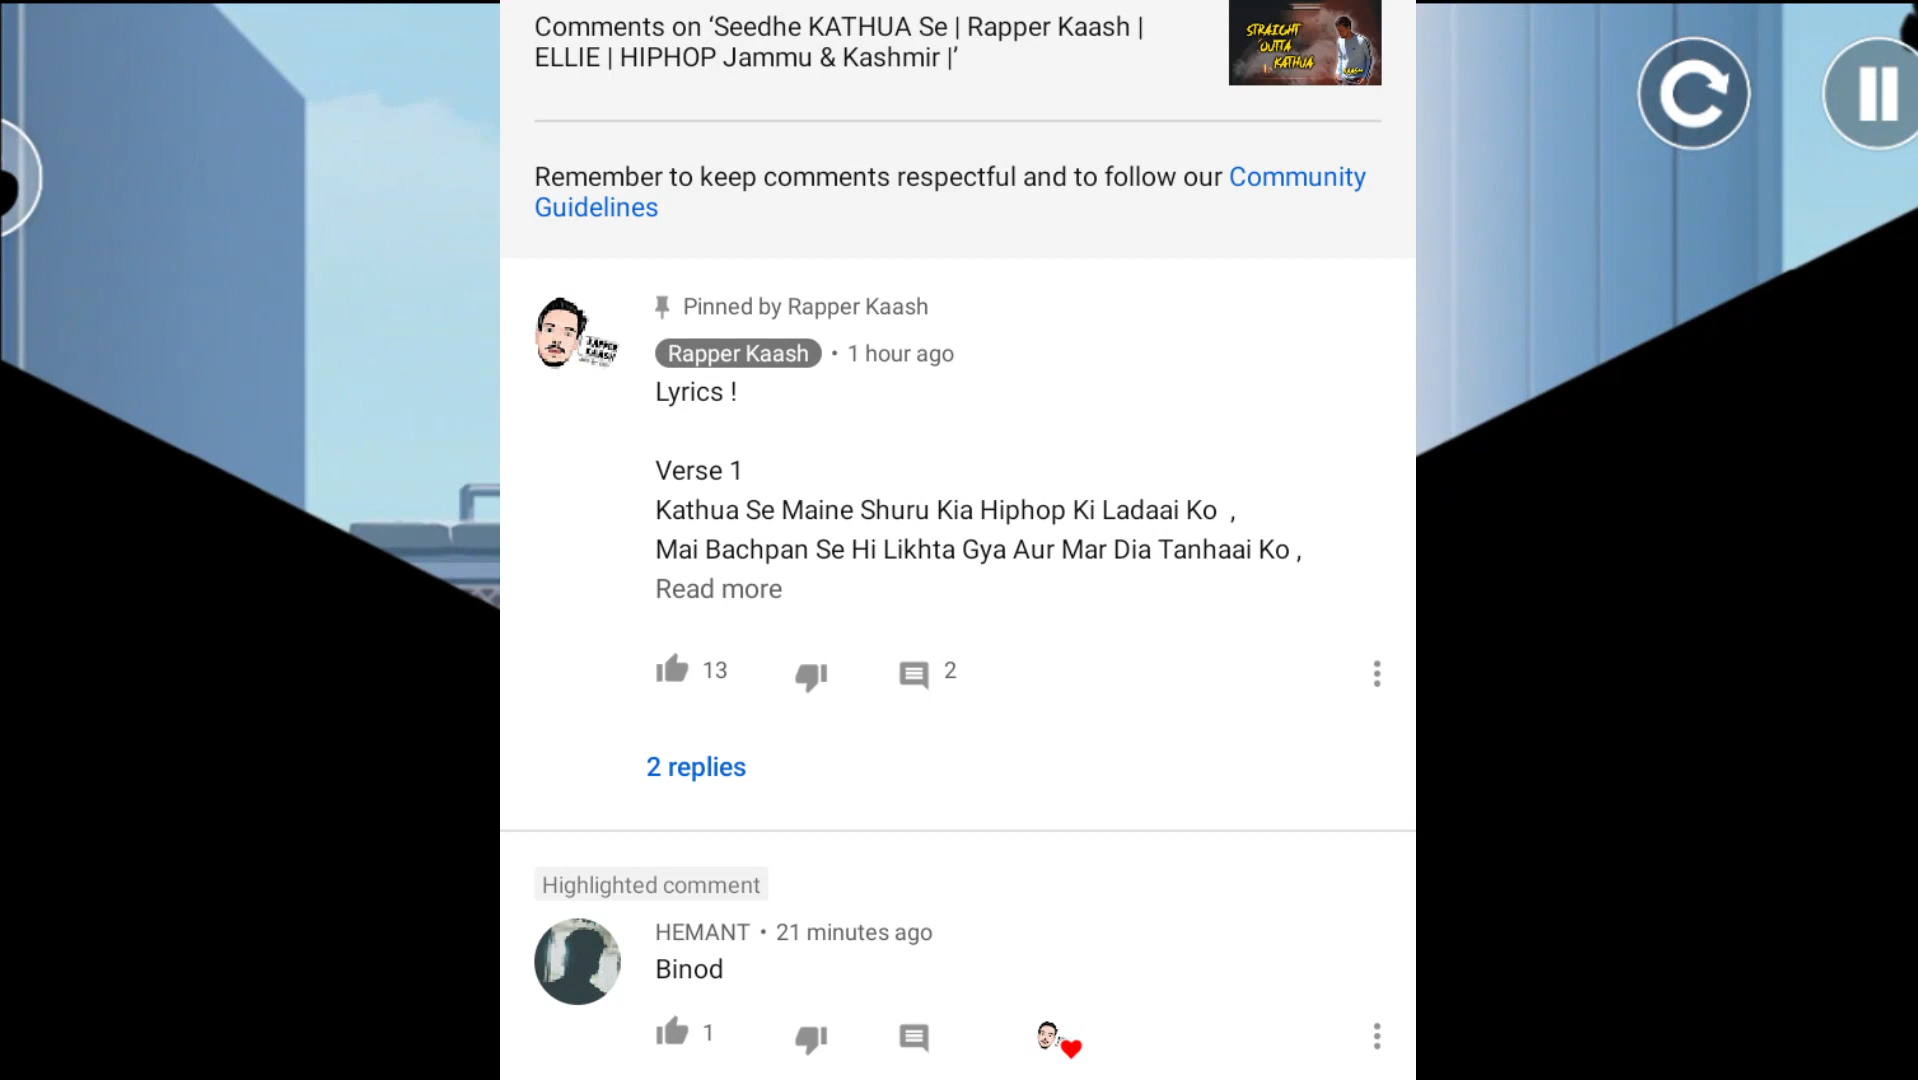 Comments on ‘Seedhe KATHUA Se | Rapper Kaash |
ELLIE | HIPHOP Jammu & Kashmir |’
STRAIGHT
OUTTA
KATHUA
KAASH
Remember to keep comments respectful and to follow our Community
Guidelines
Pinned by Rapper Kaash
RAPPER
KAASH
Rapper Kaash • 1 hour ago
Lyrics !
Verse 1
Kathua Se Maine Shuru Kia Hiphop Ki Ladaai Ko ,
Mai Bachpan Se Hi Likhta Gya Aur Mar Dia Tanhaai Ko ,
Read more
13
2
2 replies
Highlighted comment
HEMANT • 21 minutes ago
Binod
1